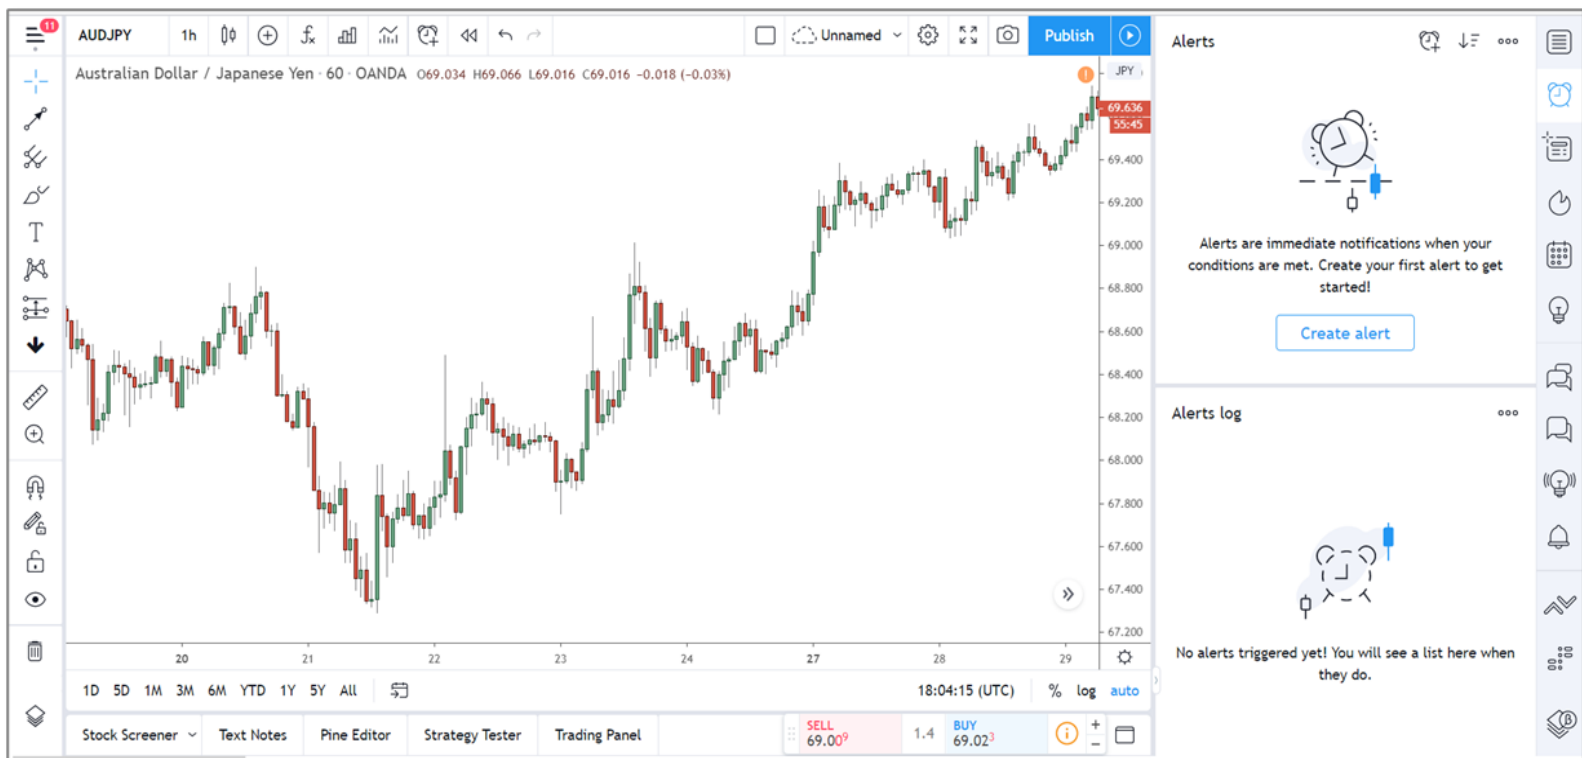 11
AUDJPY 1h Unnamed Publish
Australian Dollar / Japanese Yen · 60 · OANDA O69.034 H69.066 L69.016 C69.016 −0.018 (−0.03%)
JPY
69.636
55:45
69.400
69.200
69.000
68.800
68.600
68.400
68.200
68.000
67.800
67.600
67.400
67.200
20 21 22 23 24 27 28 29
1D 5D 1M 3M 6M YTD 1Y 5Y All 18:04:15 (UTC) % log auto
Stock Screener Text Notes Pine Editor Strategy Tester Trading Panel
SELL
69.009
1.4
BUY
69.023
Alerts
Alerts are immediate notifications when your
conditions are met. Create your first alert to get
started!
Create alert
Alerts log
No alerts triggered yet! You will see a list here when
they do.